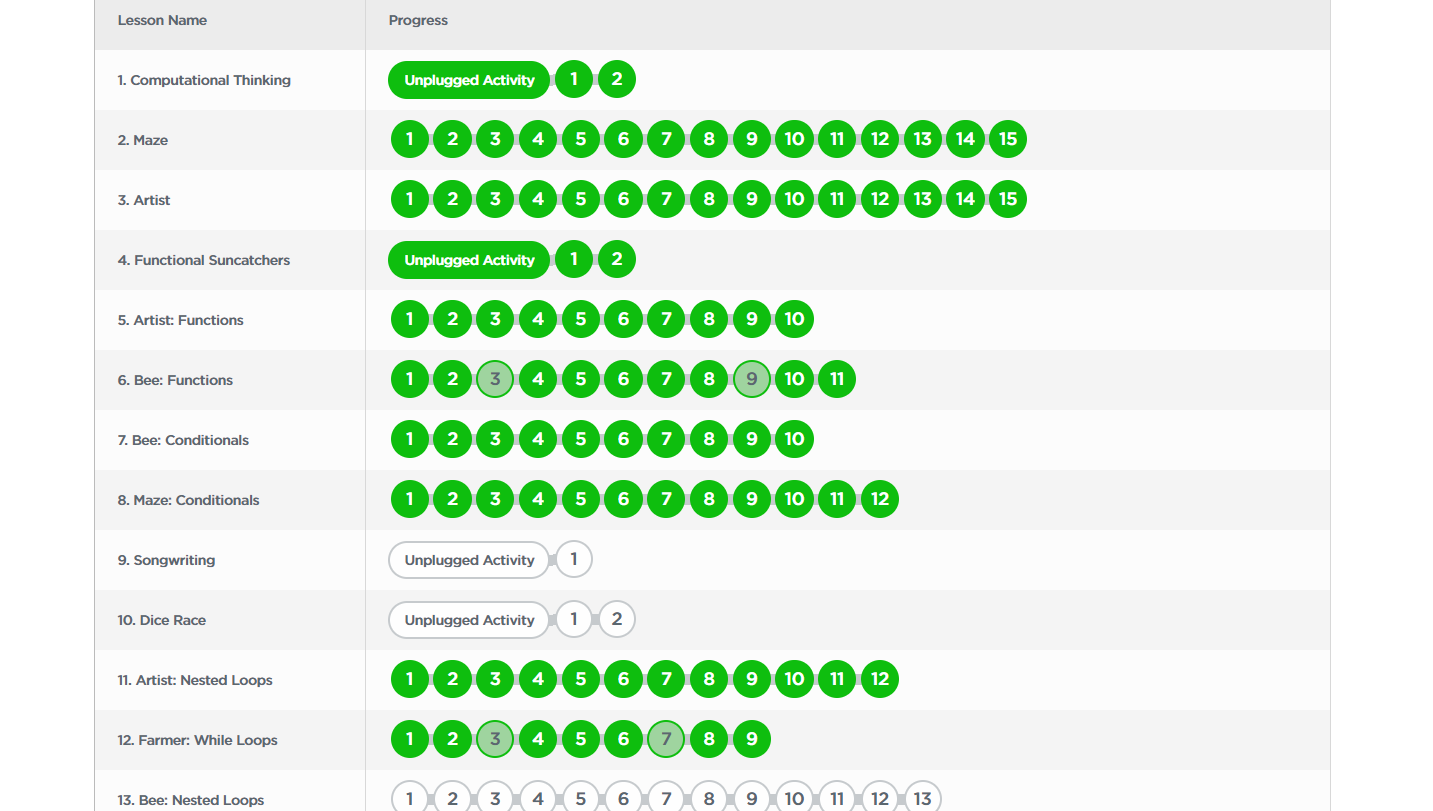 Lesson Name Progress
1. Computational Thinking Unplugged Activity 1 2
2. Maze 1 2 3 4 5 6 7 8 9 10 11 12 13 14 15
3. Artist 1 2 3 4 5 6 7 8 9 10 11 12 13 14 15
4. Functional Suncatchers Unplugged Activity 1 2
5. Artist: Functions 1 2 3 4 5 6 7 8 9 10
6. Bee: Functions 1 2 3 4 5 6 7 8 9 10 11
7. Bee: Conditionals 1 2 3 4 5 6 7 8 9 10
8. Maze: Conditionals 1 2 3 4 5 6 7 8 9 10 11 12
9. Songwriting Unplugged Activity 1
10. Dice Race Unplugged Activity 1 2
11. Artist: Nested Loops 1 2 3 4 5 6 7 8 9 10 11 12
12. Farmer: While Loops 1 2 3 4 5 6 7 8 9
13. Bee: Nested Loops 1 2 3 4 5 6 7 8 9 10 11 12 13